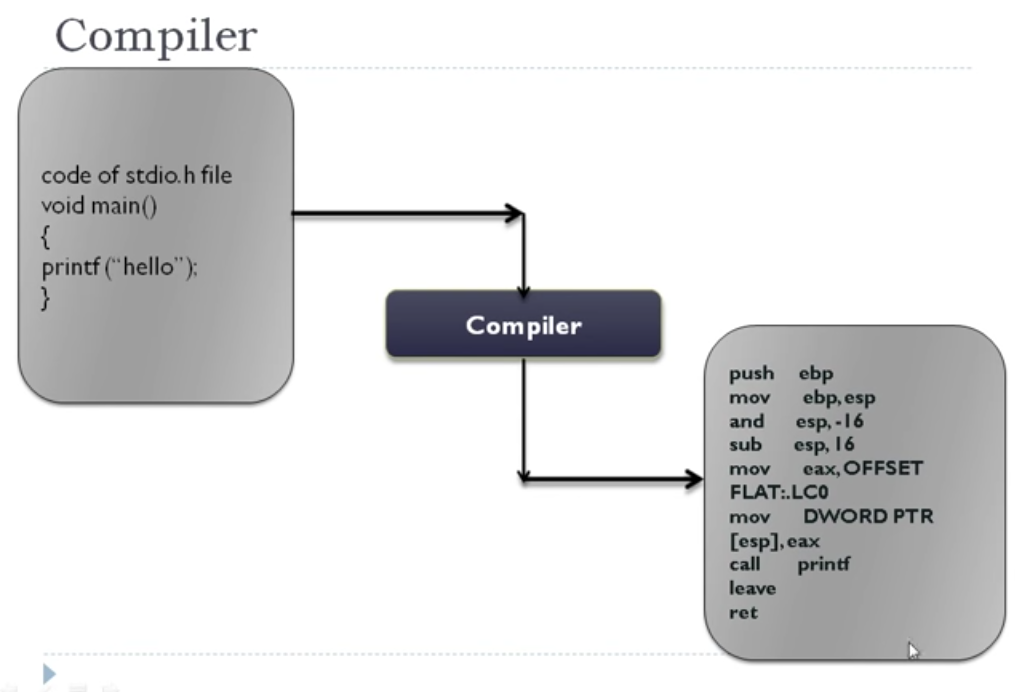 Compiler
code of stdio.h file
void main()
{
printf (“hello”);
}
Compiler
push ebp
mov ebp, esp
and esp, -16
sub esp, 16
mov eax, OFFSET
FLAT:.LC0
mov DWORD PTR
[esp], eax
call printf
leave
ret